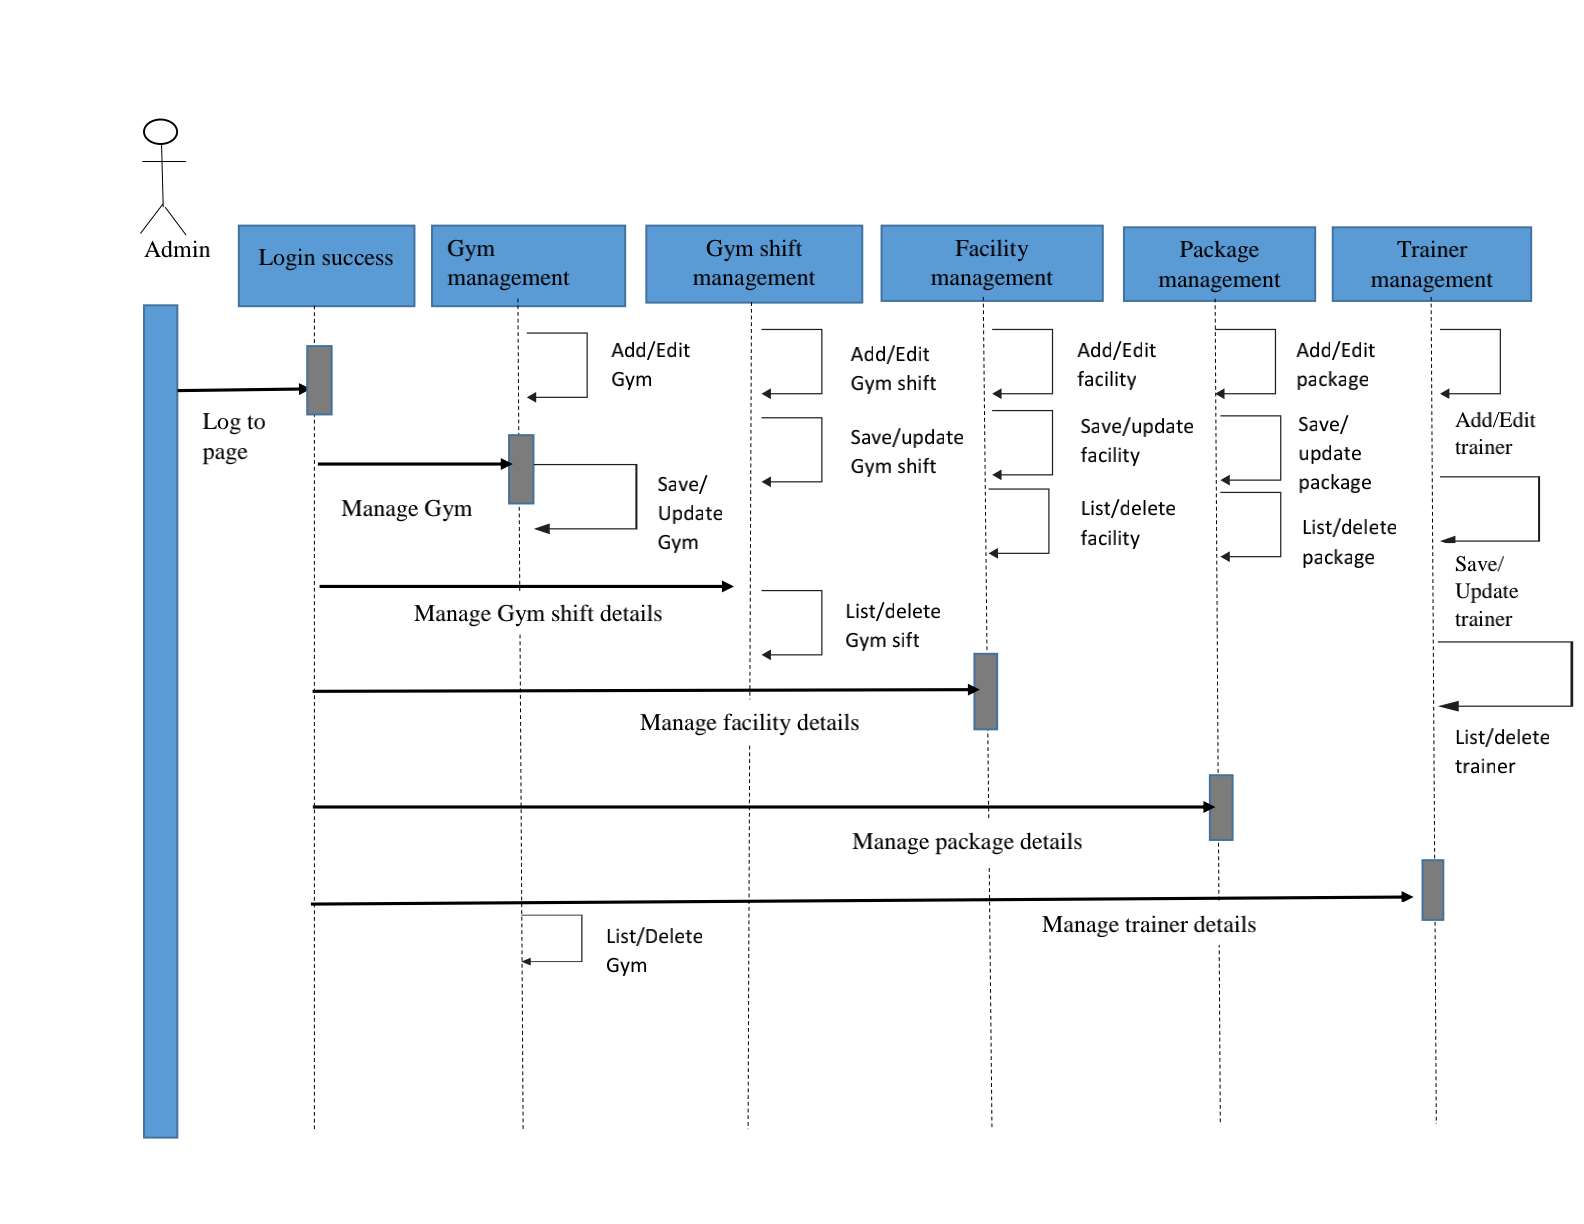 Admin
Login success
Gym
management
Gym shift
management
Facility
management
Package
management
Trainer
management
Log to
page
Add/Edit
Gym
Add/Edit
Gym shift
Add/Edit
facility
Add/Edit
package
Add/Edit
trainer
Save/update
Gym shift
Save/update
facility
Save/
update
package
Manage Gym
Save/
Update
Gym
List/delete
facility
List/delete
package
Save/
Update
trainer
Manage Gym shift details
List/delete
Gym sift
Manage facility details
List/delete
trainer
Manage package details
Manage trainer details
List/Delete
Gym